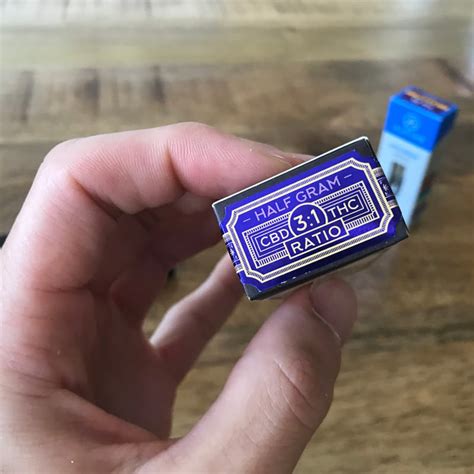 HALF GRAM
CBD 3:1 THC
RATIO